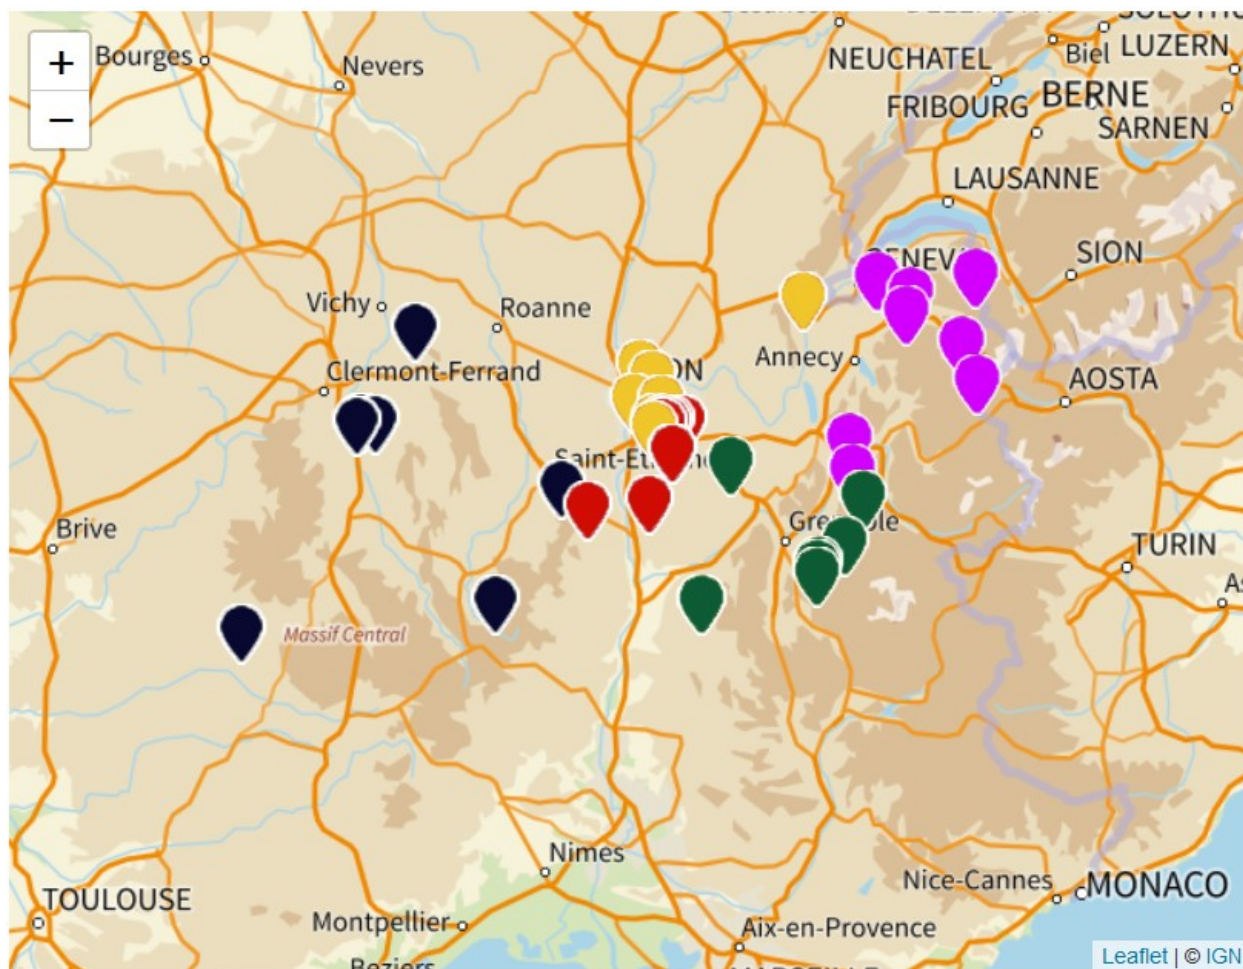 +
−
Bourges
Nevers
NEUCHATEL
Biel
LUZERN
FRIBOURG
BERNE
SARNEN
LAUSANNE
SION
Vichy
Roanne
Annecy
Clermont-Ferrand
AOSTA
Brive
TURIN
Massif Central
Nimes
TOULOUSE
Montpellier
Nice-Cannes
MONACO
Aix-en-Provence
Leaflet | © IGN